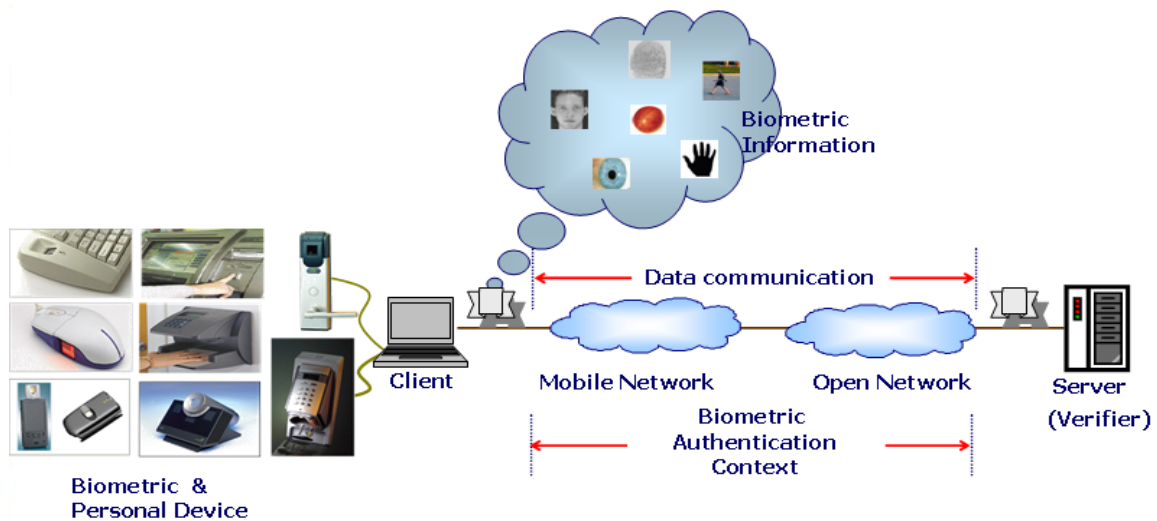 Biometric
Information
Data communication
Client
Mobile Network
Open Network
Server
(Verifier)
Biometric
Authentication
Context
Biometric &
Personal Device